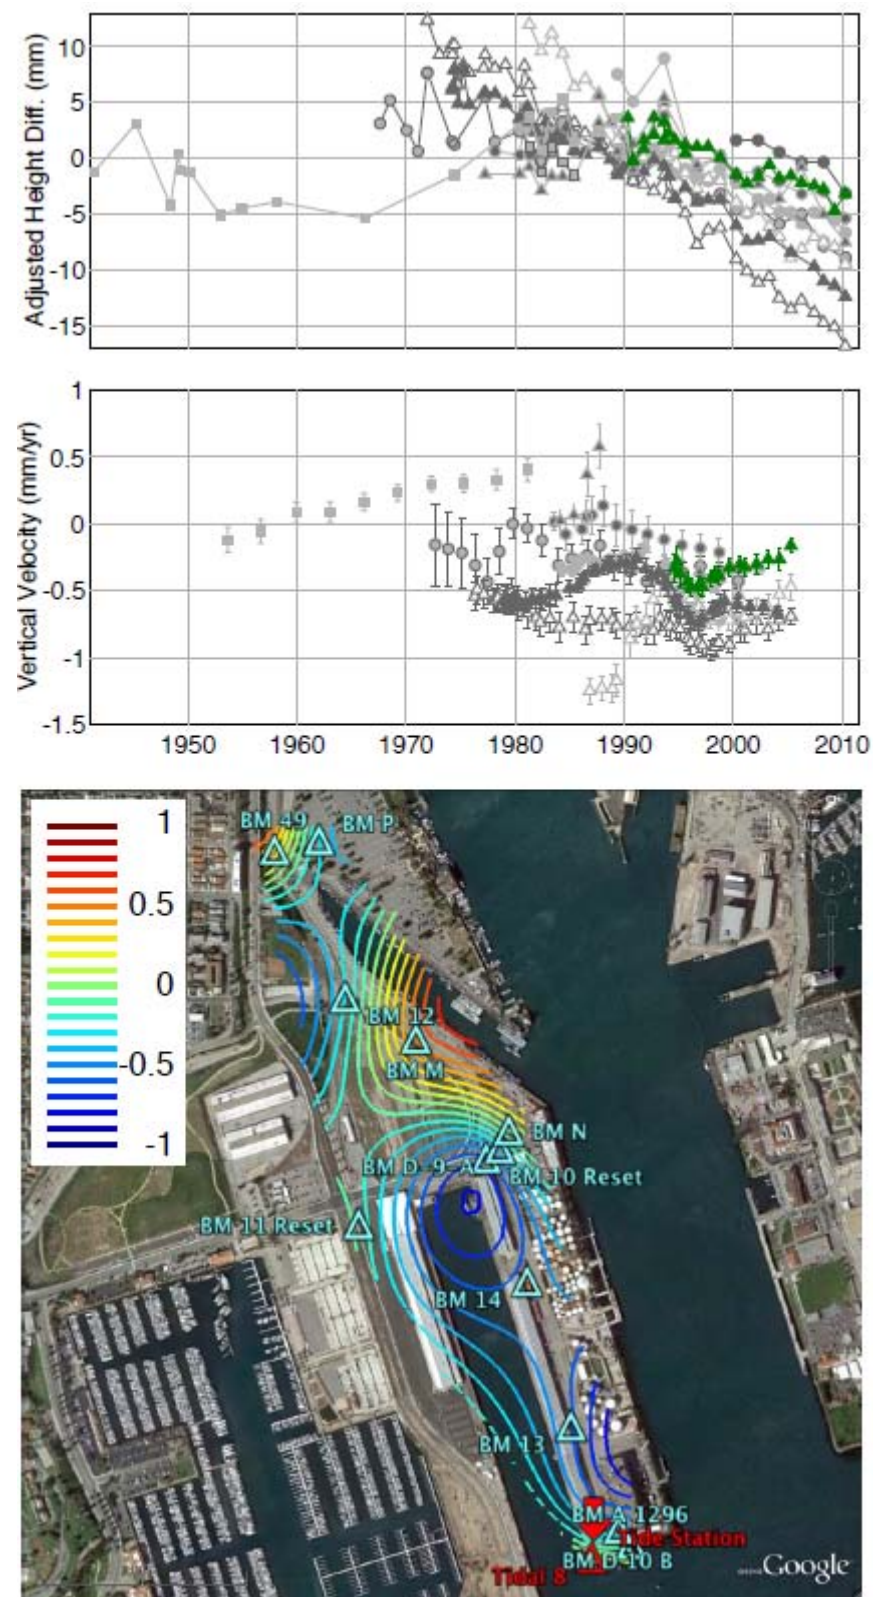 Adjusted Height Diff. (mm)
10
5
0
-5
-10
-15
Vertical Velocity (mm/yr)
1
0.5
0
-0.5
-1
-1.5
1950 1960 1970 1980 1990 2000 2010
1
0.5
0
-0.5
-1
BM 49
BM P
BM 12
BM M
BM N
BM D-9-A
BM 10 Reset
BM 11 Reset
BM 14
BM 13
BM A 1296
Tide Station
BM D 10 B
Tidal 8
Google